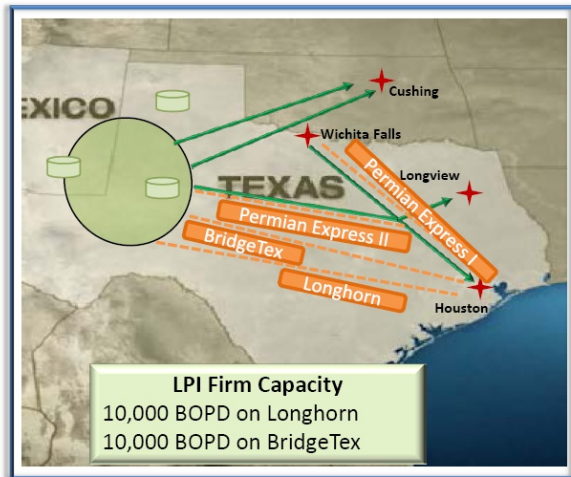 Cushing
EXICO
Wichita Falls
Longview
TEXAS
Permian Express I
Permian Express II
BridgeTex
Longhorn
Houston
LPI Firm Capacity
10,000 BOPD on Longhorn
10,000 BOPD on BridgeTex